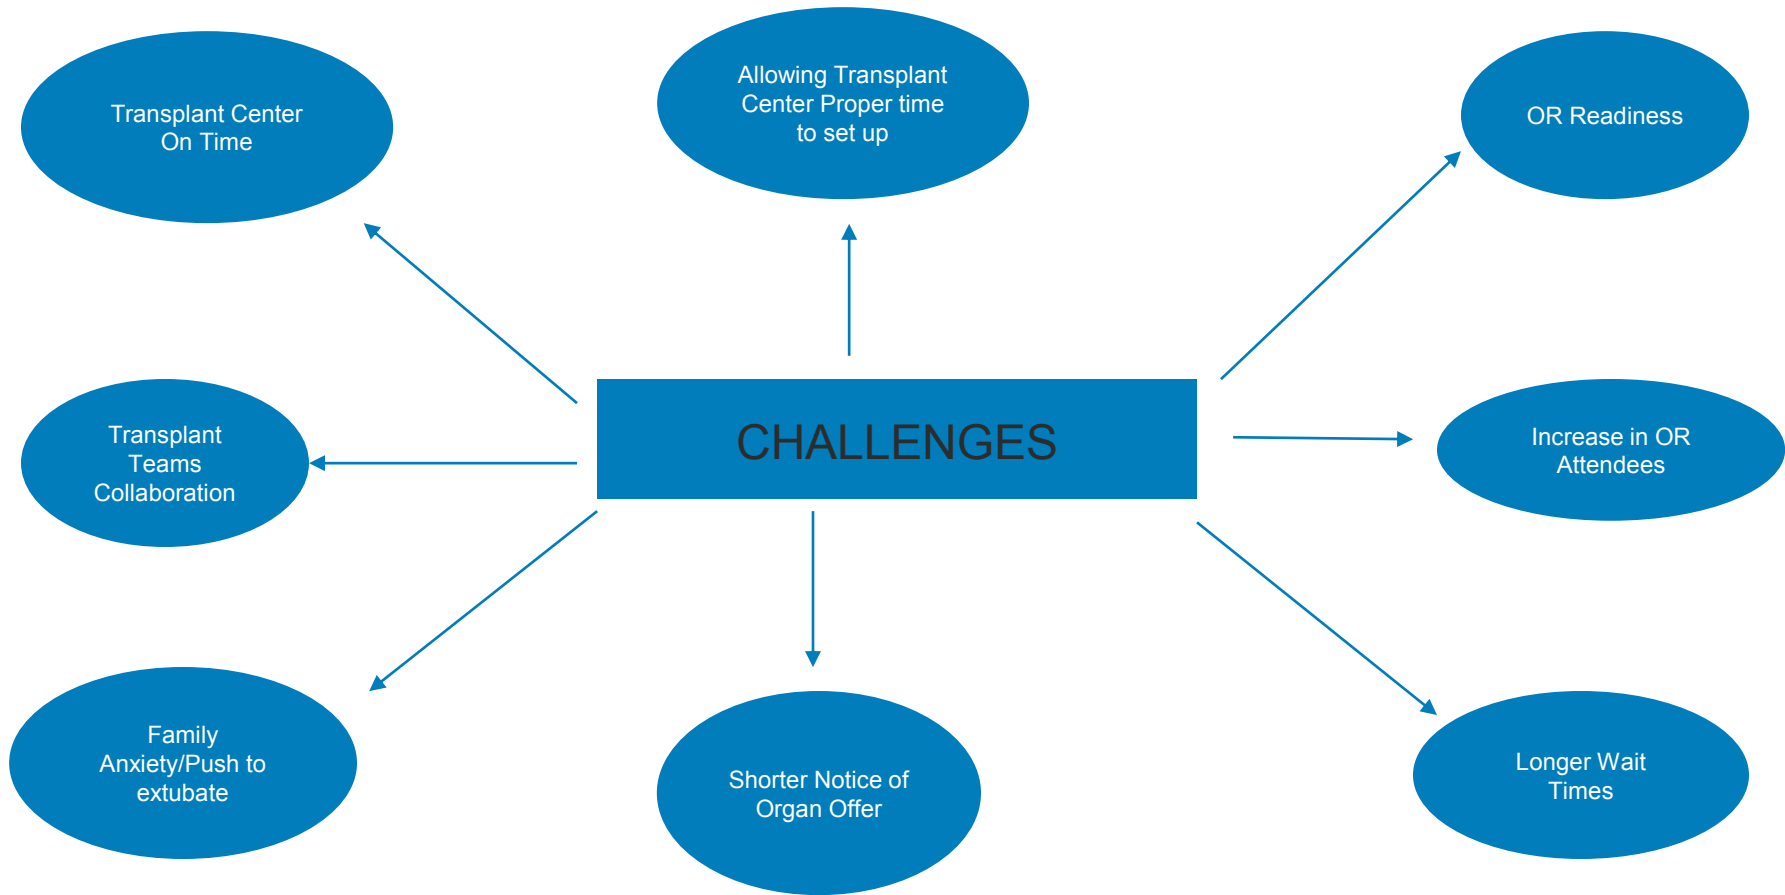 Transplant Center
On Time
Allowing Transplant
Center Proper time
to set up
OR Readiness
Transplant
Teams
Collaboration
CHALLENGES
Increase in OR
Attendees
Family
Anxiety/Push to
extubate
Shorter Notice of
Organ Offer
Longer Wait
Times